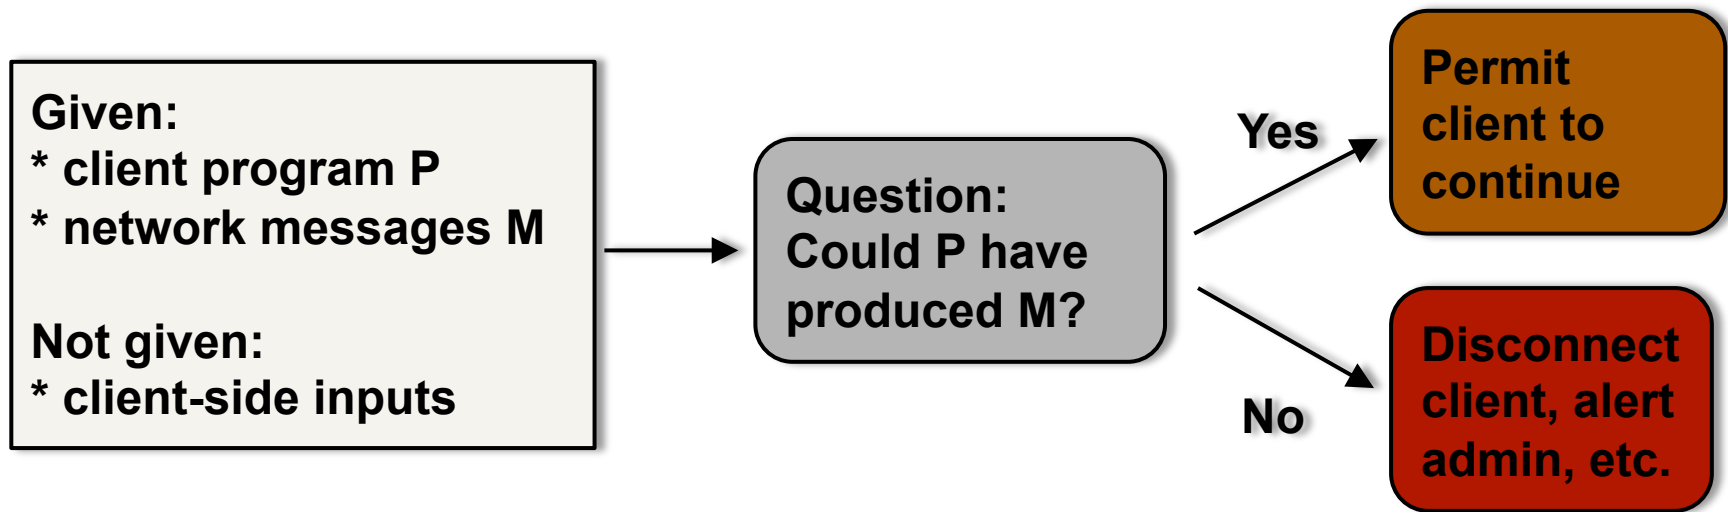 Given:
* client program P
* network messages M
Not given:
* client-side inputs
Question:
Could P have
produced M?
Yes
Permit
client to
continue
No
Disconnect
client, alert
admin, etc.